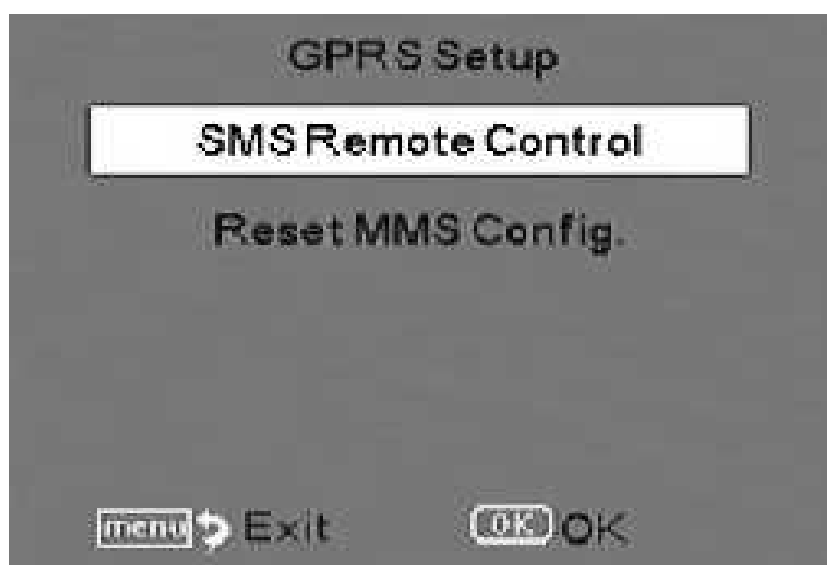 GPRS Setup
SMS Remote Control
Reset MMS Config.
menu Exit OK OK